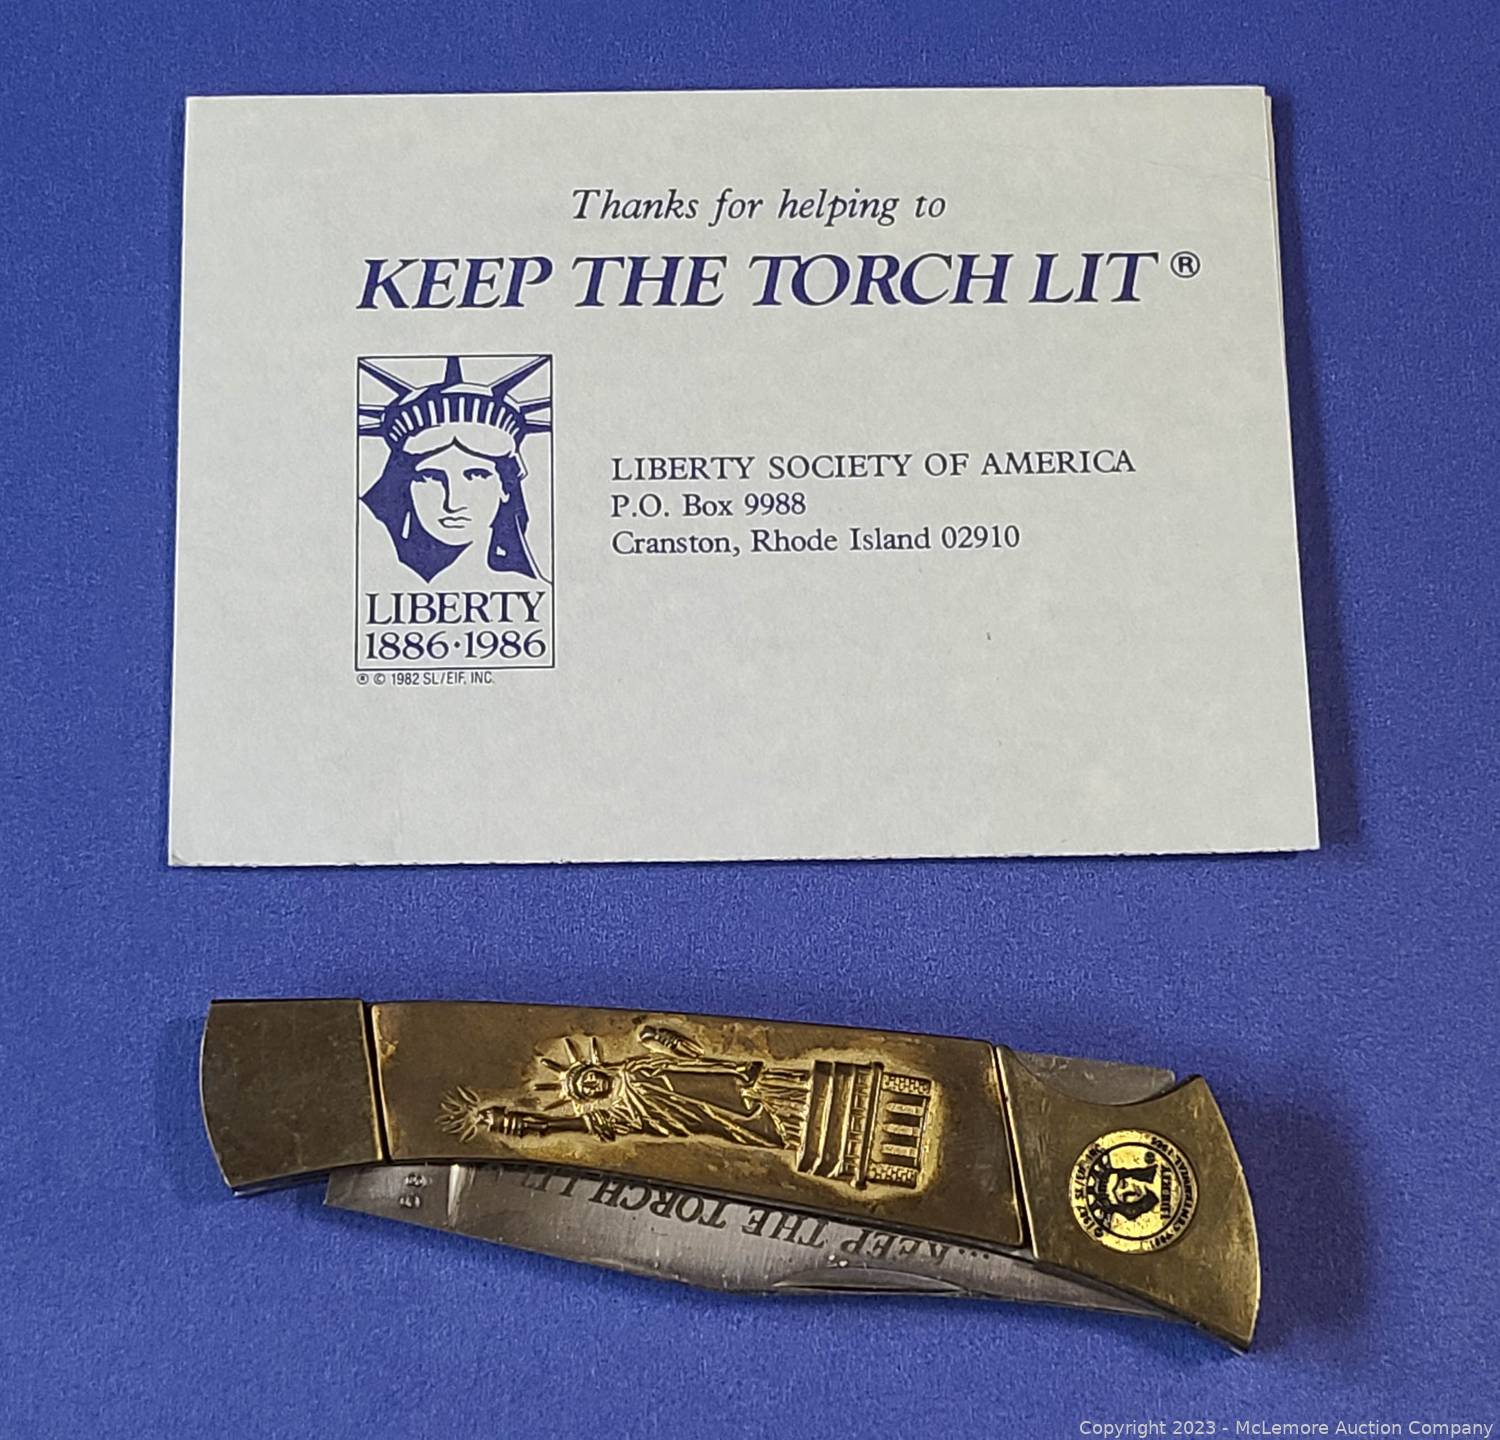 Thanks for helping to
KEEP THE TORCH LIT ®
LIBERTY
1886·1986
® © 1982 SL/EIF, INC.
LIBERTY SOCIETY OF AMERICA
P.O. Box 9988
Cranston, Rhode Island 02910
...KEEP THE TORCH LIT
LIBERTY
Copyright 2023 - McLemore Auction Company